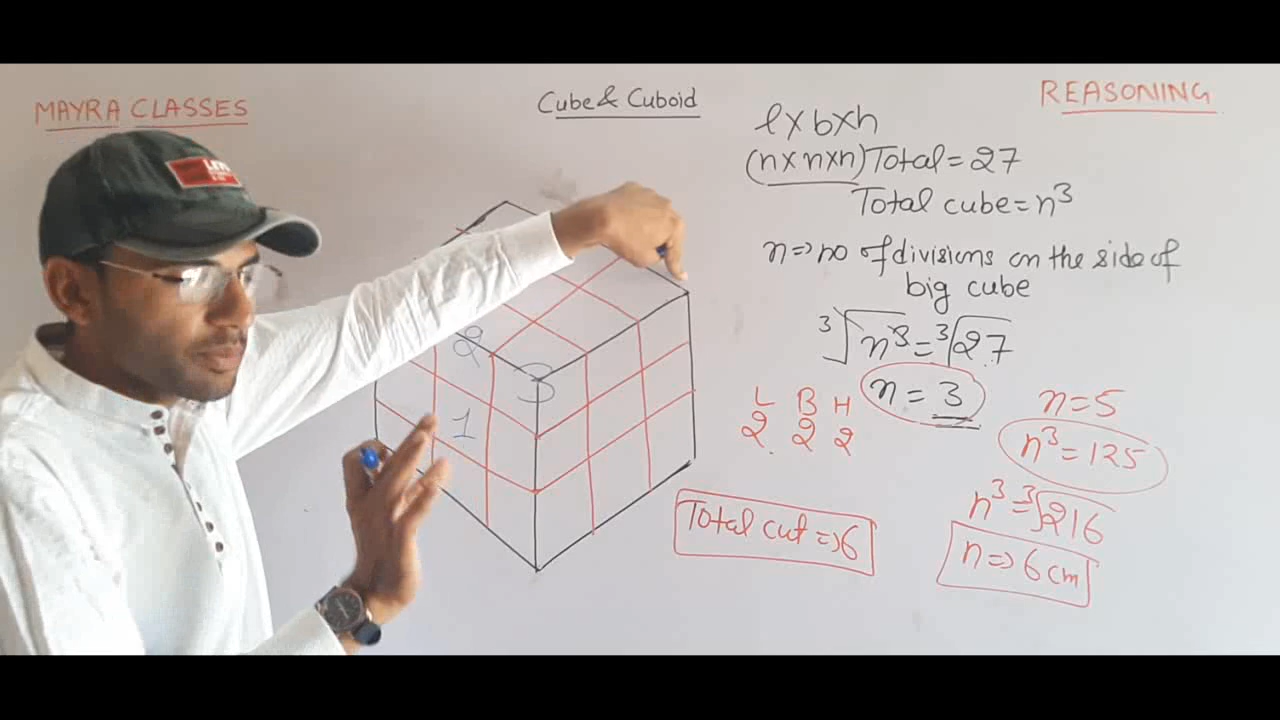 MAYRA CLASSES
Cube & Cuboid
REASONING
l×b×h
(n×n×n) Total = 27
Total cube = n³
n => no of divisions on the side of
big cube
³√n³ = ³√27
n = 3
L B H
2 2 2
Total cut => 6
n = 5
n³ = 125
n³ = ³√216
n => 6 cm
2
3
1